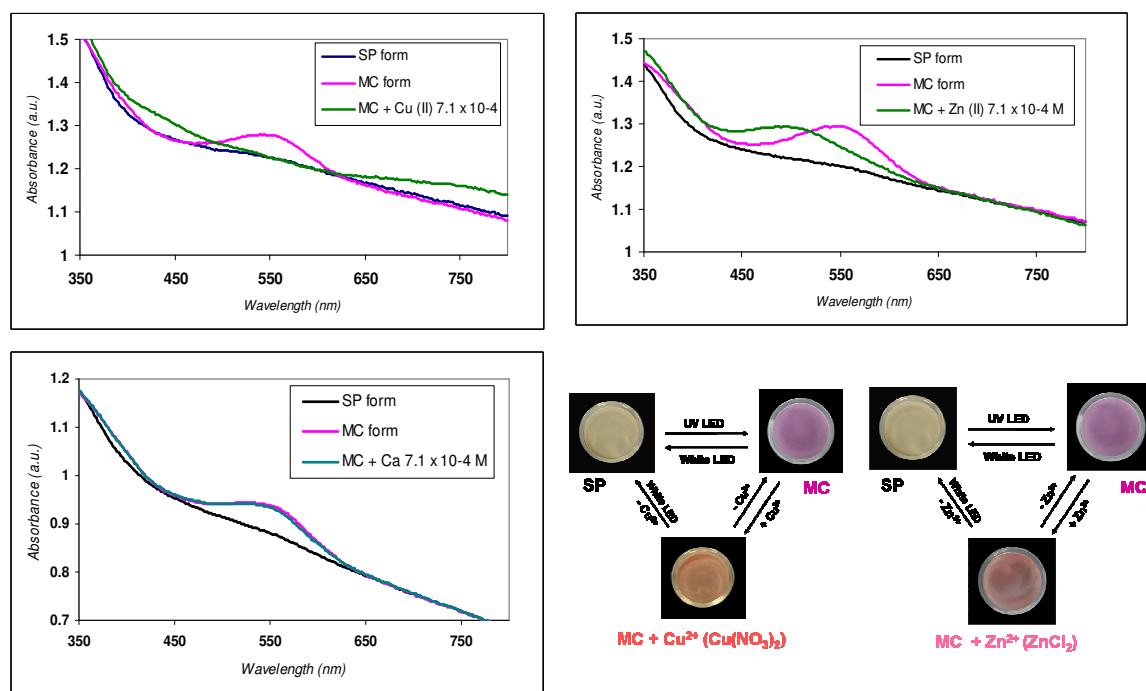 1.5
1.4
1.3
1.2
1.1
1
Absorbance (a.u.)
SP form
MC form
MC + Cu (II) 7.1 x 10-4
350 450 550 650 750
Wavelength (nm)
1.5
1.4
1.3
1.2
1.1
1
Absorbance (a.u.)
SP form
MC form
MC + Zn (II) 7.1 x 10-4 M
350 450 550 650 750
Wavelength (nm)
1.2
1.1
1
0.9
0.8
0.7
Absorbance (a.u.)
SP form
MC form
MC + Ca 7.1 x 10-4 M
350 450 550 650 750
Wavelength (nm)
UV LED
White LED
SP
MC
White LED
- Cu²⁺
- Cu²⁺
+ Cu²⁺
MC + Cu²⁺ (Cu(NO₃)₂)
UV LED
White LED
SP
MC
White LED
- Zn²⁺
- Zn²⁺
+ Zn²⁺
MC + Zn²⁺ (ZnCl₂)